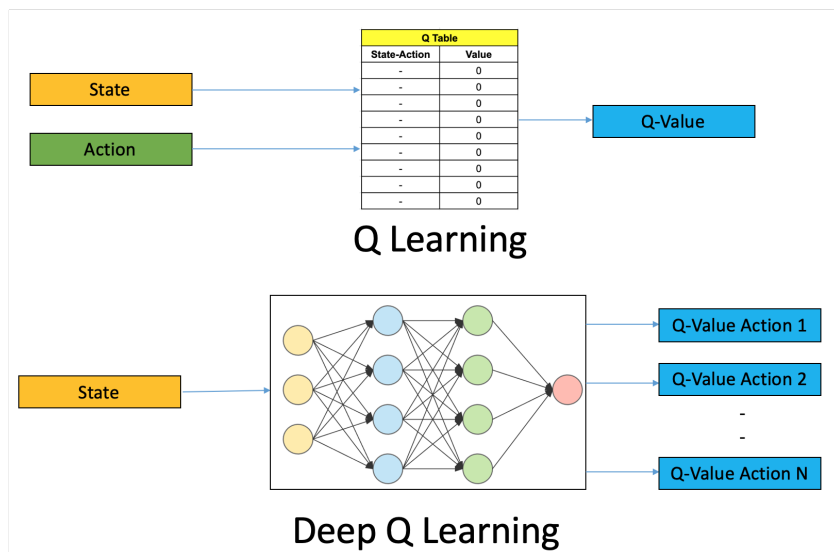 Q Table
State-Action Value
- 0
- 0
- 0
- 0
- 0
- 0
- 0
- 0
- 0
State
Action
Q-Value
Q Learning
State
Q-Value Action 1
Q-Value Action 2
-
-
Q-Value Action N
Deep Q Learning